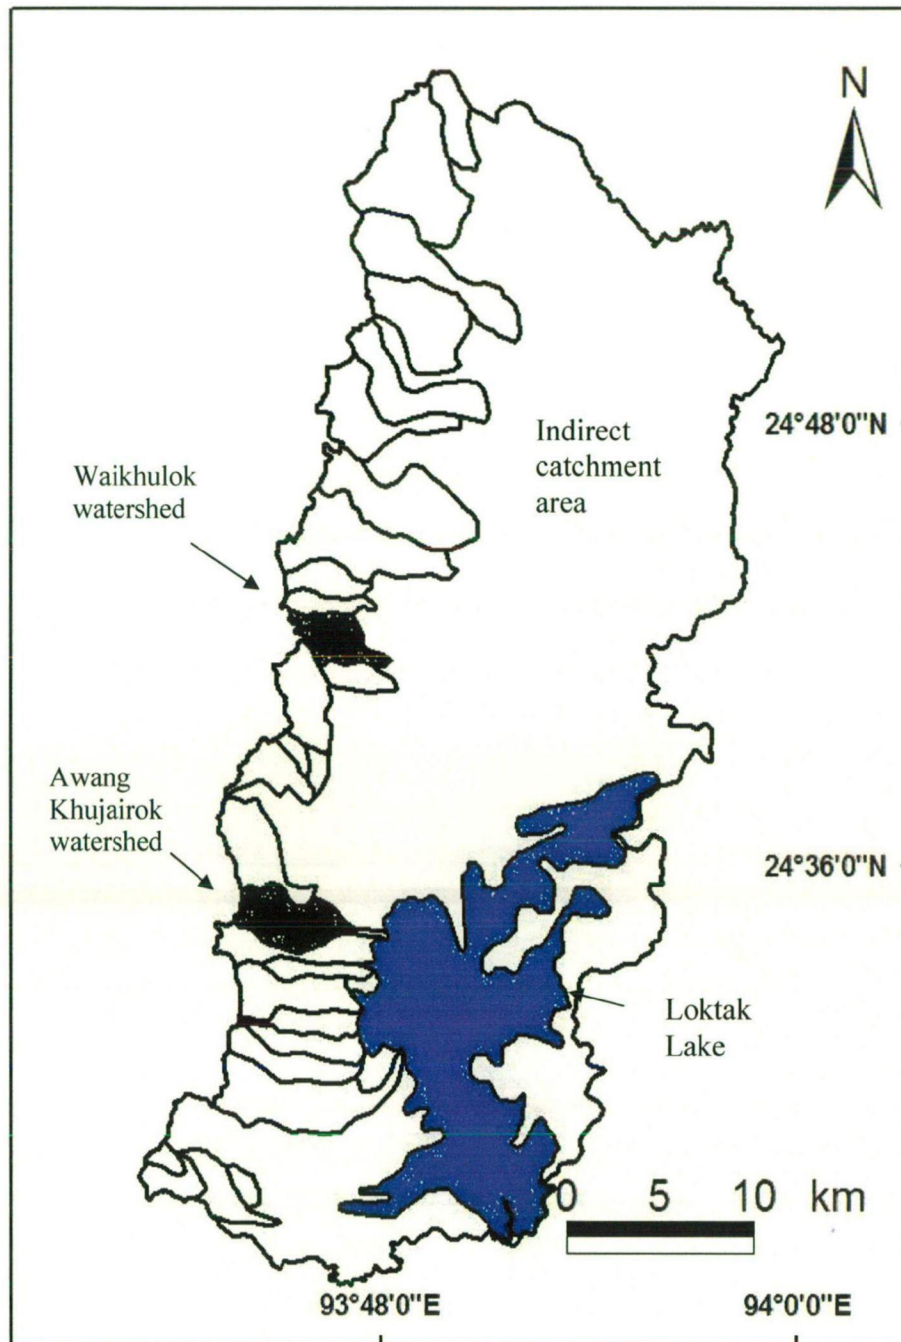 N
24°48'0"N
Indirect
catchment
area
Waikhulok
watershed
Awang
Khujairok
watershed
24°36'0"N
Loktak
Lake
0 5 10 km
93°48'0"E
94°0'0"E